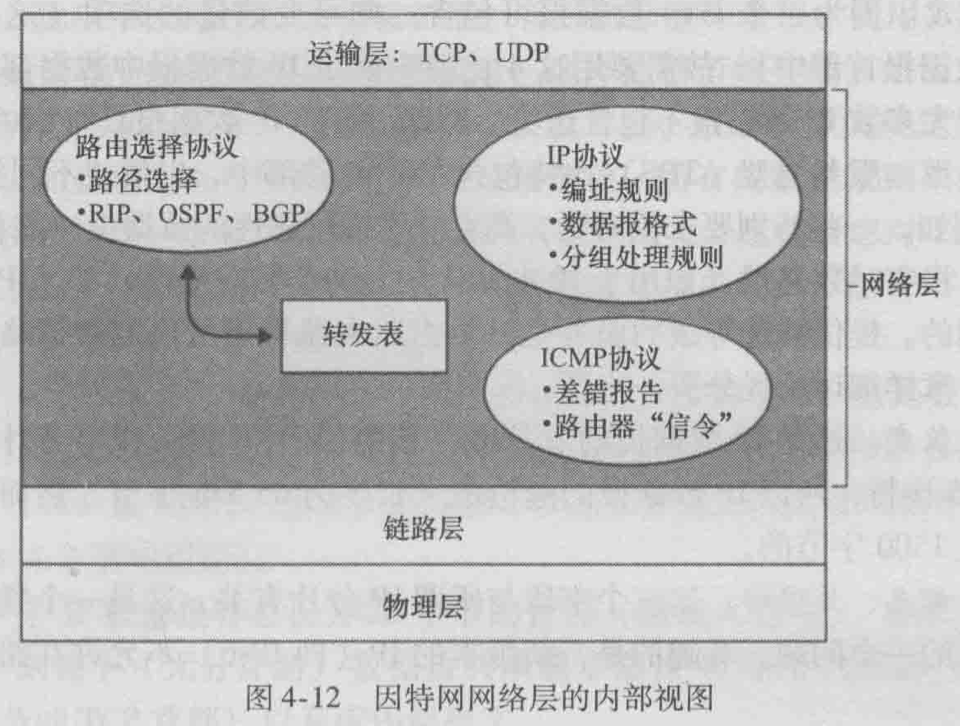 运输层：TCP、UDP
路由选择协议
•路径选择
•RIP、OSPF、BGP
IP协议
•编址规则
•数据报格式
•分组处理规则
网络层
转发表
ICMP协议
•差错报告
•路由器“信令”
链路层
物理层
图 4-12 因特网网络层的内部视图